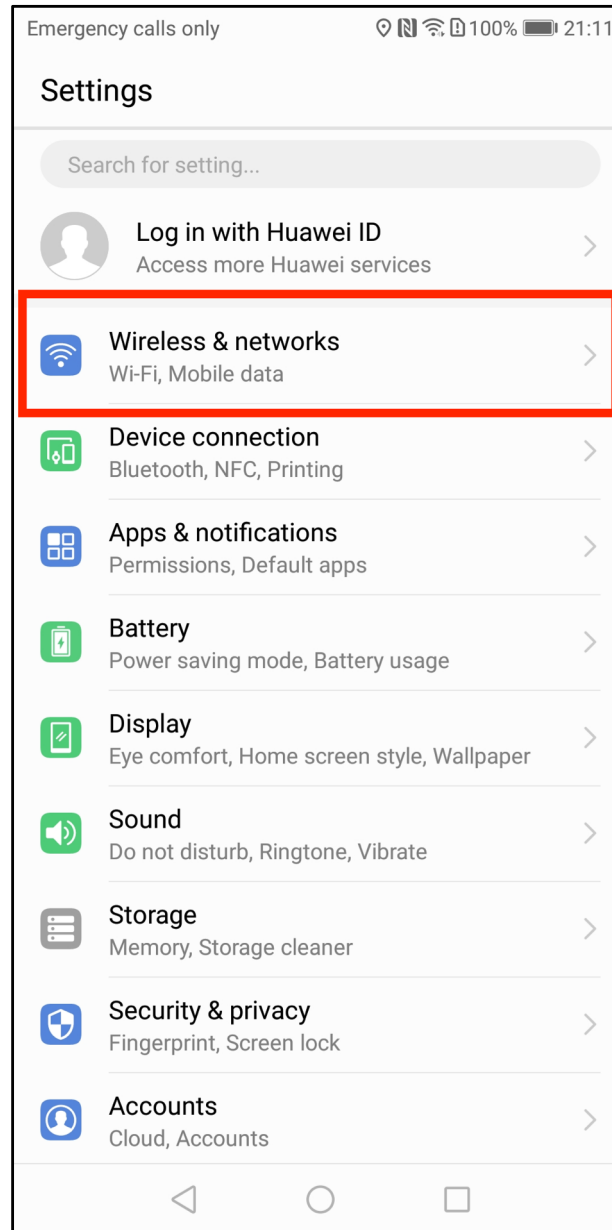 Emergency calls only 100% 21:11
Settings
Search for setting...
Log in with Huawei ID
Access more Huawei services
Wireless & networks
Wi-Fi, Mobile data
Device connection
Bluetooth, NFC, Printing
Apps & notifications
Permissions, Default apps
Battery
Power saving mode, Battery usage
Display
Eye comfort, Home screen style, Wallpaper
Sound
Do not disturb, Ringtone, Vibrate
Storage
Memory, Storage cleaner
Security & privacy
Fingerprint, Screen lock
Accounts
Cloud, Accounts